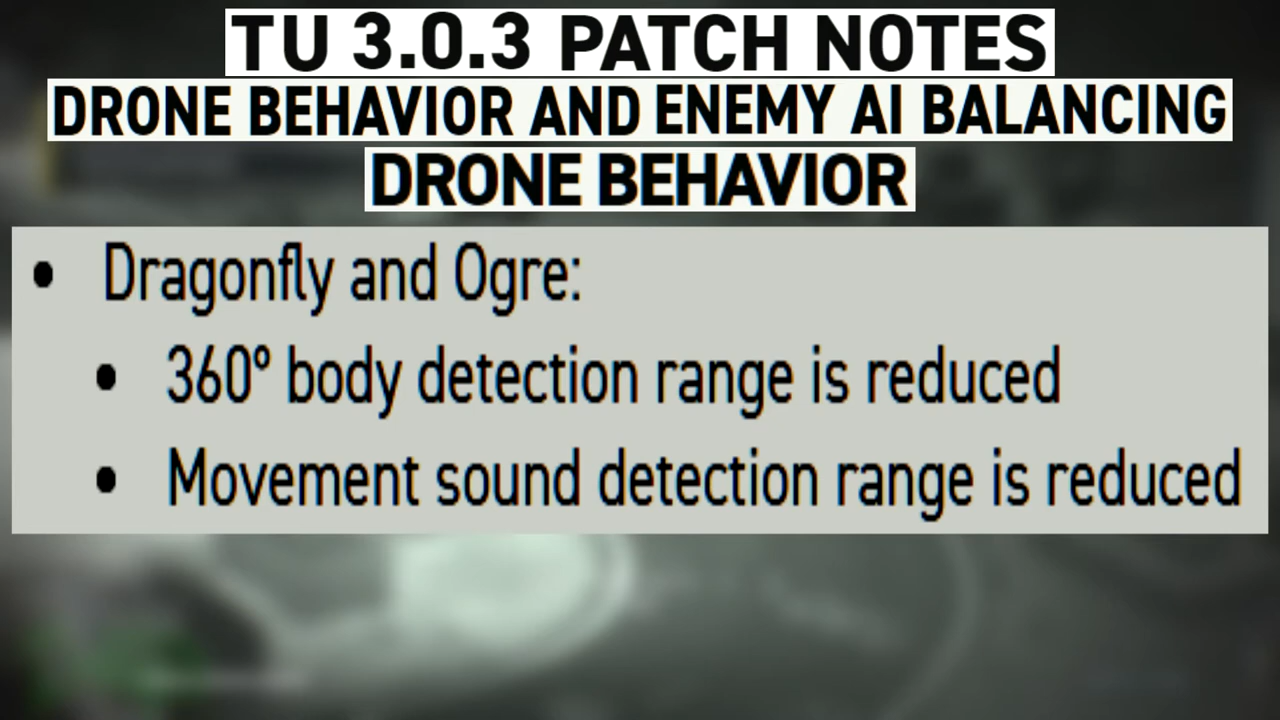 TU 3.0.3 PATCH NOTES
DRONE BEHAVIOR AND ENEMY AI BALANCING
DRONE BEHAVIOR
• Dragonfly and Ogre:
• 360º body detection range is reduced
• Movement sound detection range is reduced